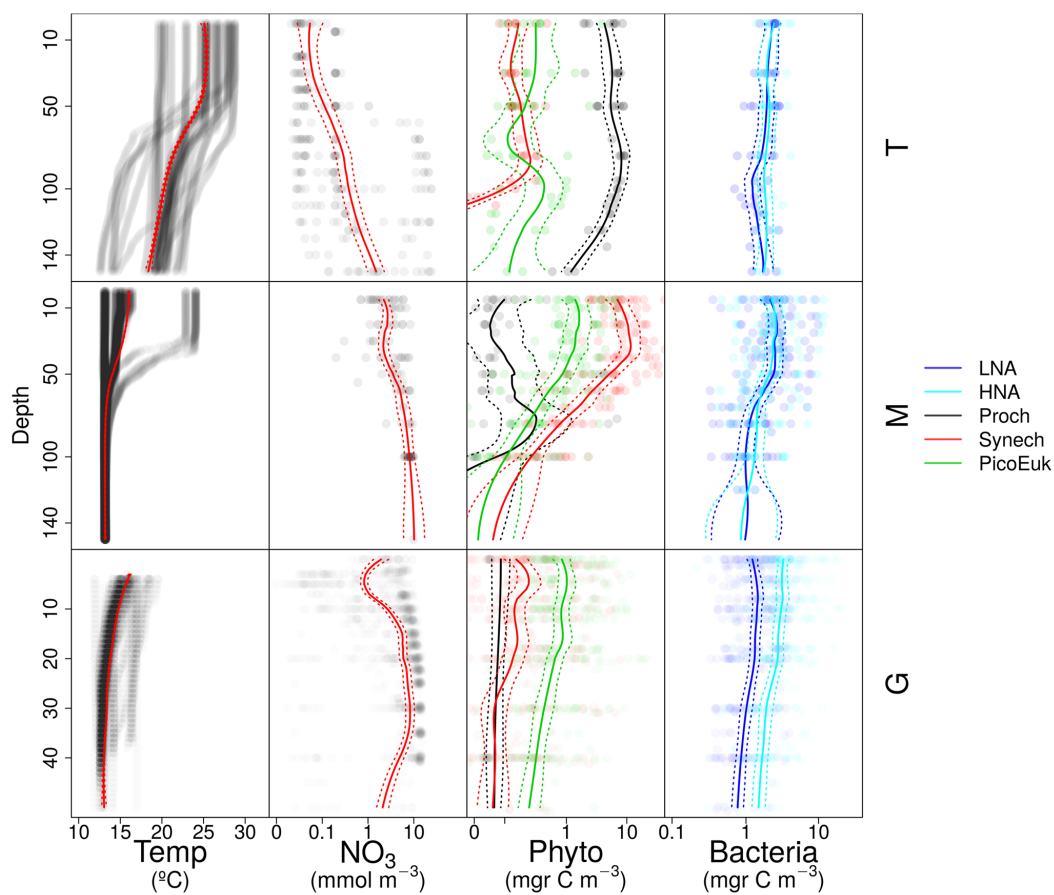 10
50
100
140
T
10
50
100
140
Depth
M
LNA
HNA
Proch
Synech
PicoEuk
10
20
30
40
G
10 15 20 25 30
0 0.1 1 10
0 1 10
0.1 1 10
Temp
(ºC)
NO₃
(mmol m⁻³)
Phyto
(mgr C m⁻³)
Bacteria
(mgr C m⁻³)